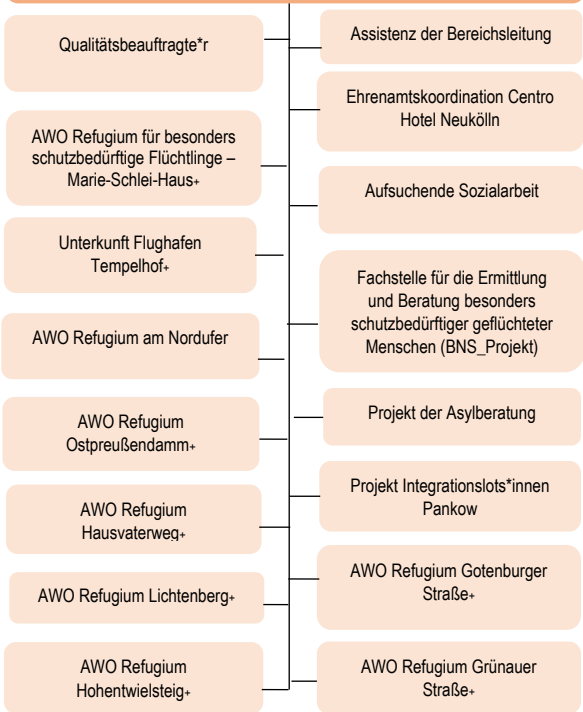 Qualitätsbeauftragte*r
AWO Refugium für besonders
schutzbedürftige Flüchtlinge –
Marie-Schlei-Haus+
Unterkunft Flughafen
Tempelhof+
AWO Refugium am Nordufer
AWO Refugium
Ostpreußendamm+
AWO Refugium
Hausvaterweg+
AWO Refugium Lichtenberg+
AWO Refugium
Hohentwielsteig+
Assistenz der Bereichsleitung
Ehrenamtskoordination Centro
Hotel Neukölln
Aufsuchende Sozialarbeit
Fachstelle für die Ermittlung
und Beratung besonders
schutzbedürftiger geflüchteter
Menschen (BNS_Projekt)
Projekt der Asylberatung
Projekt Integrationslots*innen
Pankow
AWO Refugium Gotenburger
Straße+
AWO Refugium Grünauer
Straße+